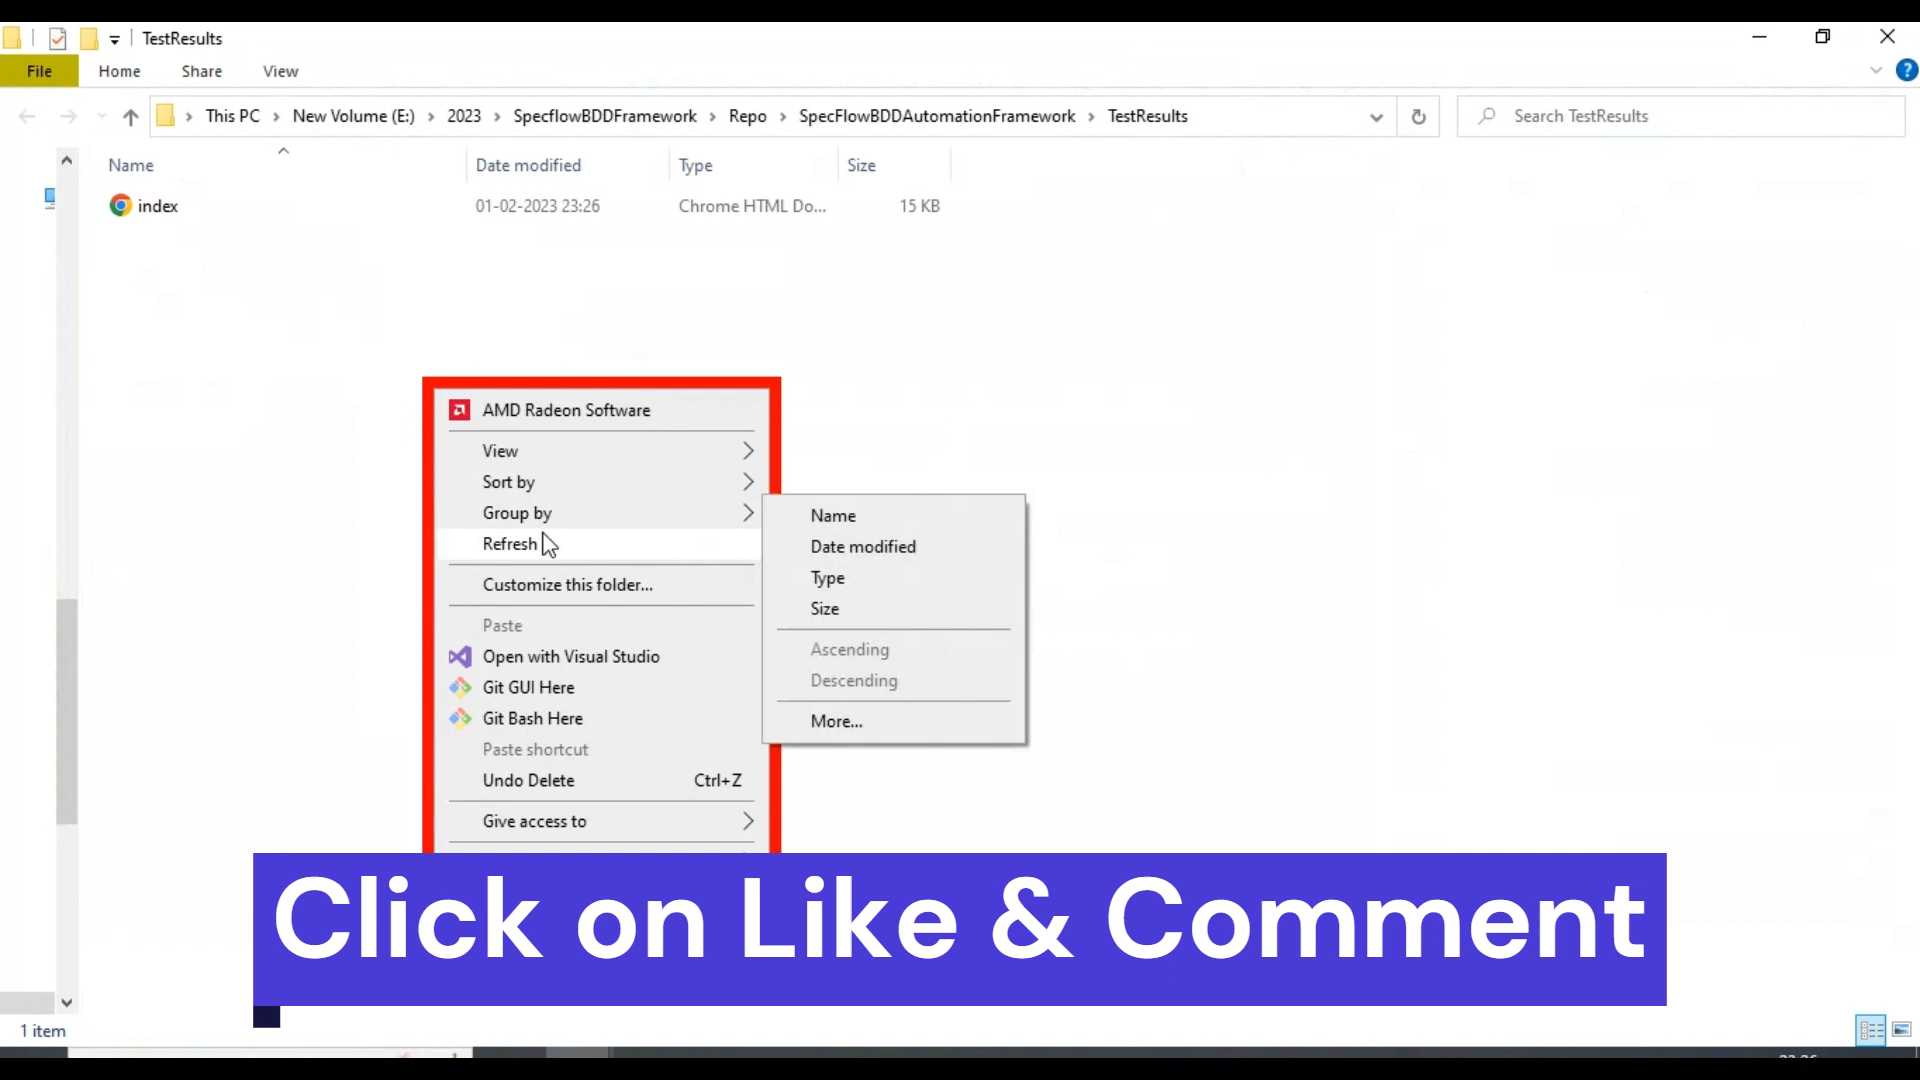 TestResults
File Home Share View
This PC > New Volume (E:) > 2023 > SpecflowBDDFramework > Repo > SpecFlowBDDAutomationFramework > TestResults
Search TestResults
Name Date modified Type Size
index 01-02-2023 23:26 Chrome HTML Do... 15 KB
AMD Radeon Software
View
Sort by
Group by
Refresh
Customize this folder...
Paste
Open with Visual Studio
Git GUI Here
Git Bash Here
Paste shortcut
Undo Delete Ctrl+Z
Give access to
Name
Date modified
Type
Size
Ascending
Descending
More...
Click on Like & Comment
1 item